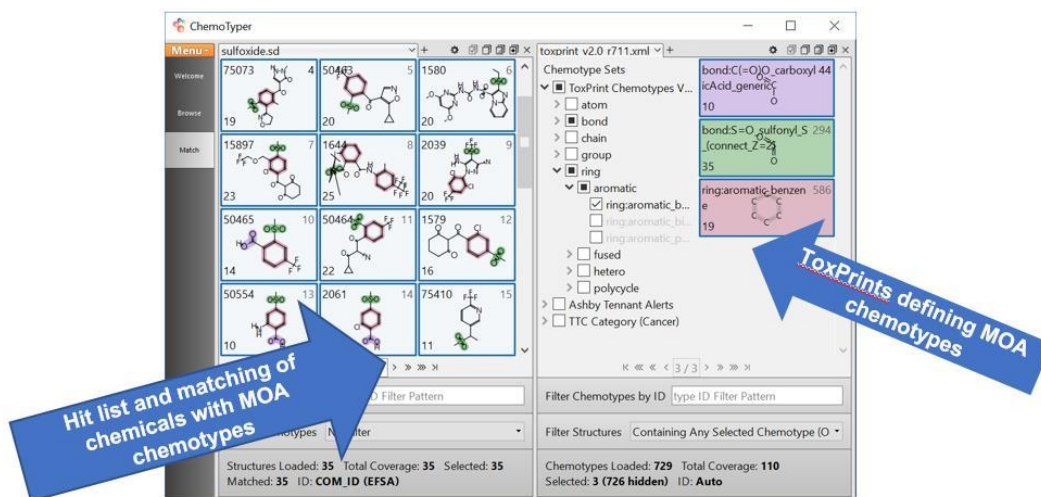 ChemoTyper
Menu
sulfoxide.sd
toxprint_v2.0_r711.xml
Welcome
Browse
Match
75073 4
19
50463 5
20
1580 6
20
15897 7
23
1644 8
25
2039 9
20
50465 10
14
50464 11
22
1579 12
16
50554 13
10
2061 14
14
75410 15
11
Chemotype Sets
ToxPrint Chemotypes V...
atom
bond
chain
group
ring
aromatic
ring:aromatic_b...
ring:aromatic_bi...
ring:aromatic_p...
fused
hetero
polycycle
Ashby Tennant Alerts
TTC Category (Cancer)
bond:C(=O)O_carboxyl 44
icAcid_generic
10
bond:S=O_sulfonyl_S 294
_(connect_Z=2)
35
ring:aromatic_benzen 586
e
19
ToxPrints defining MOA
chemotypes
Hit list and matching of
chemicals with MOA
chemotypes
3 / 3
D Filter Pattern
Filter Chemotypes by ID type ID Filter Pattern
Filter Structures Containing Any Selected Chemotype (O
Structures Loaded: 35 Total Coverage: 35 Selected: 35
Matched: 35 ID: COM_ID (EFSA)
Chemotypes Loaded: 729 Total Coverage: 110
Selected: 3 (726 hidden) ID: Auto